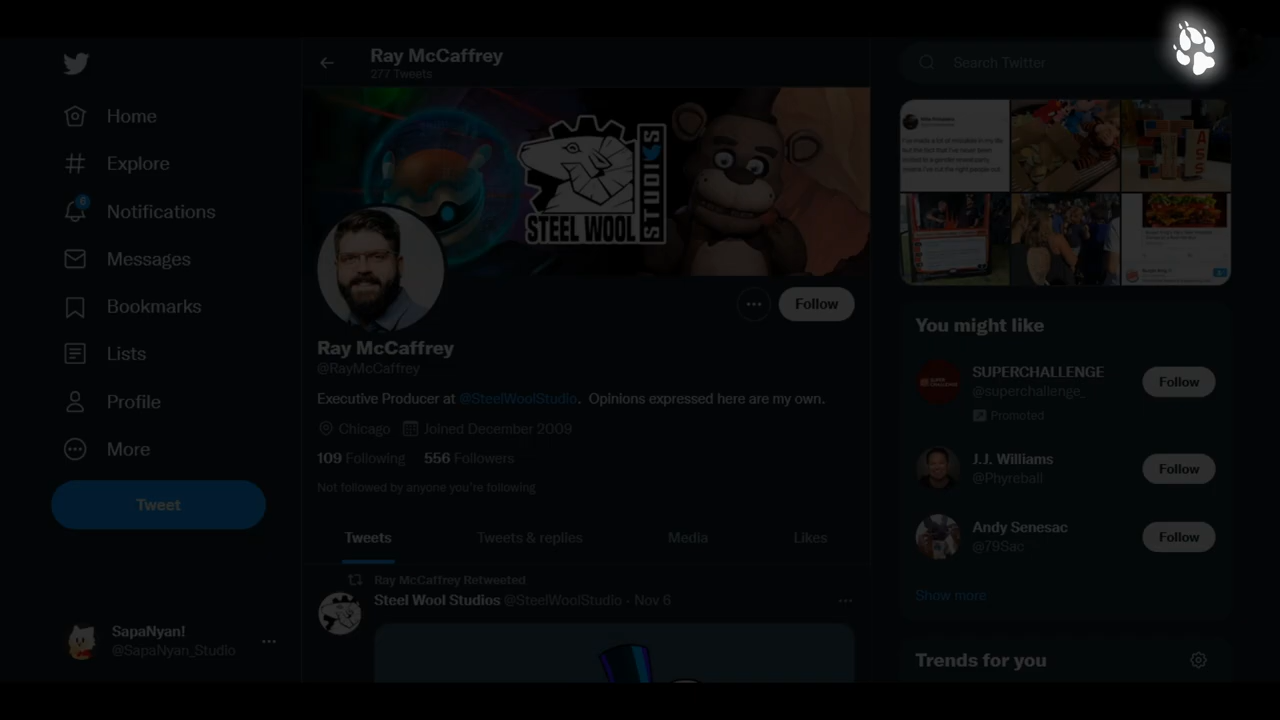 Ray McCaffrey
277 Tweets
Search Twitter
Home
Explore
6
Notifications
Messages
Bookmarks
Lists
Profile
More
Tweet
STEEL WOOL
STUDIOS
Follow
Ray McCaffrey
@RayMcCaffrey
Executive Producer at @SteelWoolStudio. Opinions expressed here are my own.
Chicago Joined December 2009
109 Following 556 Followers
Not followed by anyone you're following
Tweets Tweets & replies Media Likes
Ray McCaffrey Retweeted
Steel Wool Studios @SteelWoolStudio · Nov 6
You might like
SUPERCHALLENGE
@superchallenge_
Follow
Promoted
J.J. Williams
@Phyreball
Follow
Andy Senesac
@79Sac
Follow
Show more
Trends for you
SapaNyan!
@SapaNyan_Studio